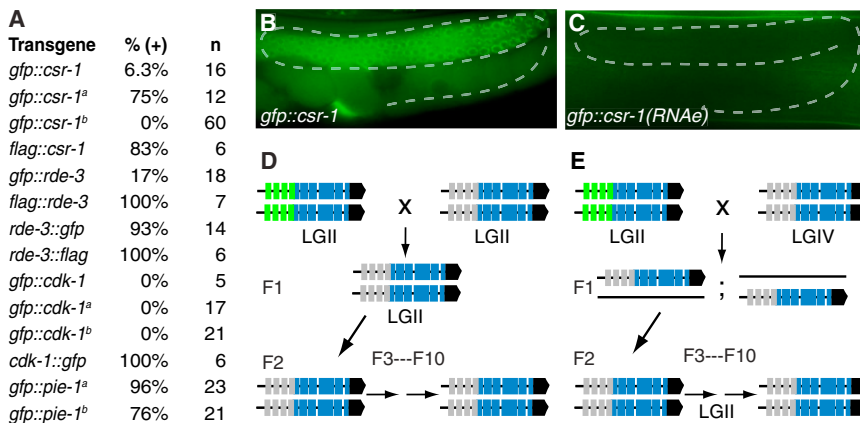 A
Transgene % (+) n
gfp::csr-1 6.3% 16
gfp::csr-1ᵃ 75% 12
gfp::csr-1ᵇ 0% 60
flag::csr-1 83% 6
gfp::rde-3 17% 18
flag::rde-3 100% 7
rde-3::gfp 93% 14
rde-3::flag 100% 6
gfp::cdk-1 0% 5
gfp::cdk-1ᵃ 0% 17
gfp::cdk-1ᵇ 0% 21
cdk-1::gfp 100% 6
gfp::pie-1ᵃ 96% 23
gfp::pie-1ᵇ 76% 21
B
gfp::csr-1
C
gfp::csr-1(RNAe)
D
X
LGII LGII
F1
LGII
F2 F3---F10
E
X
LGII LGIV
F1 ;
F2 F3---F10
LGII